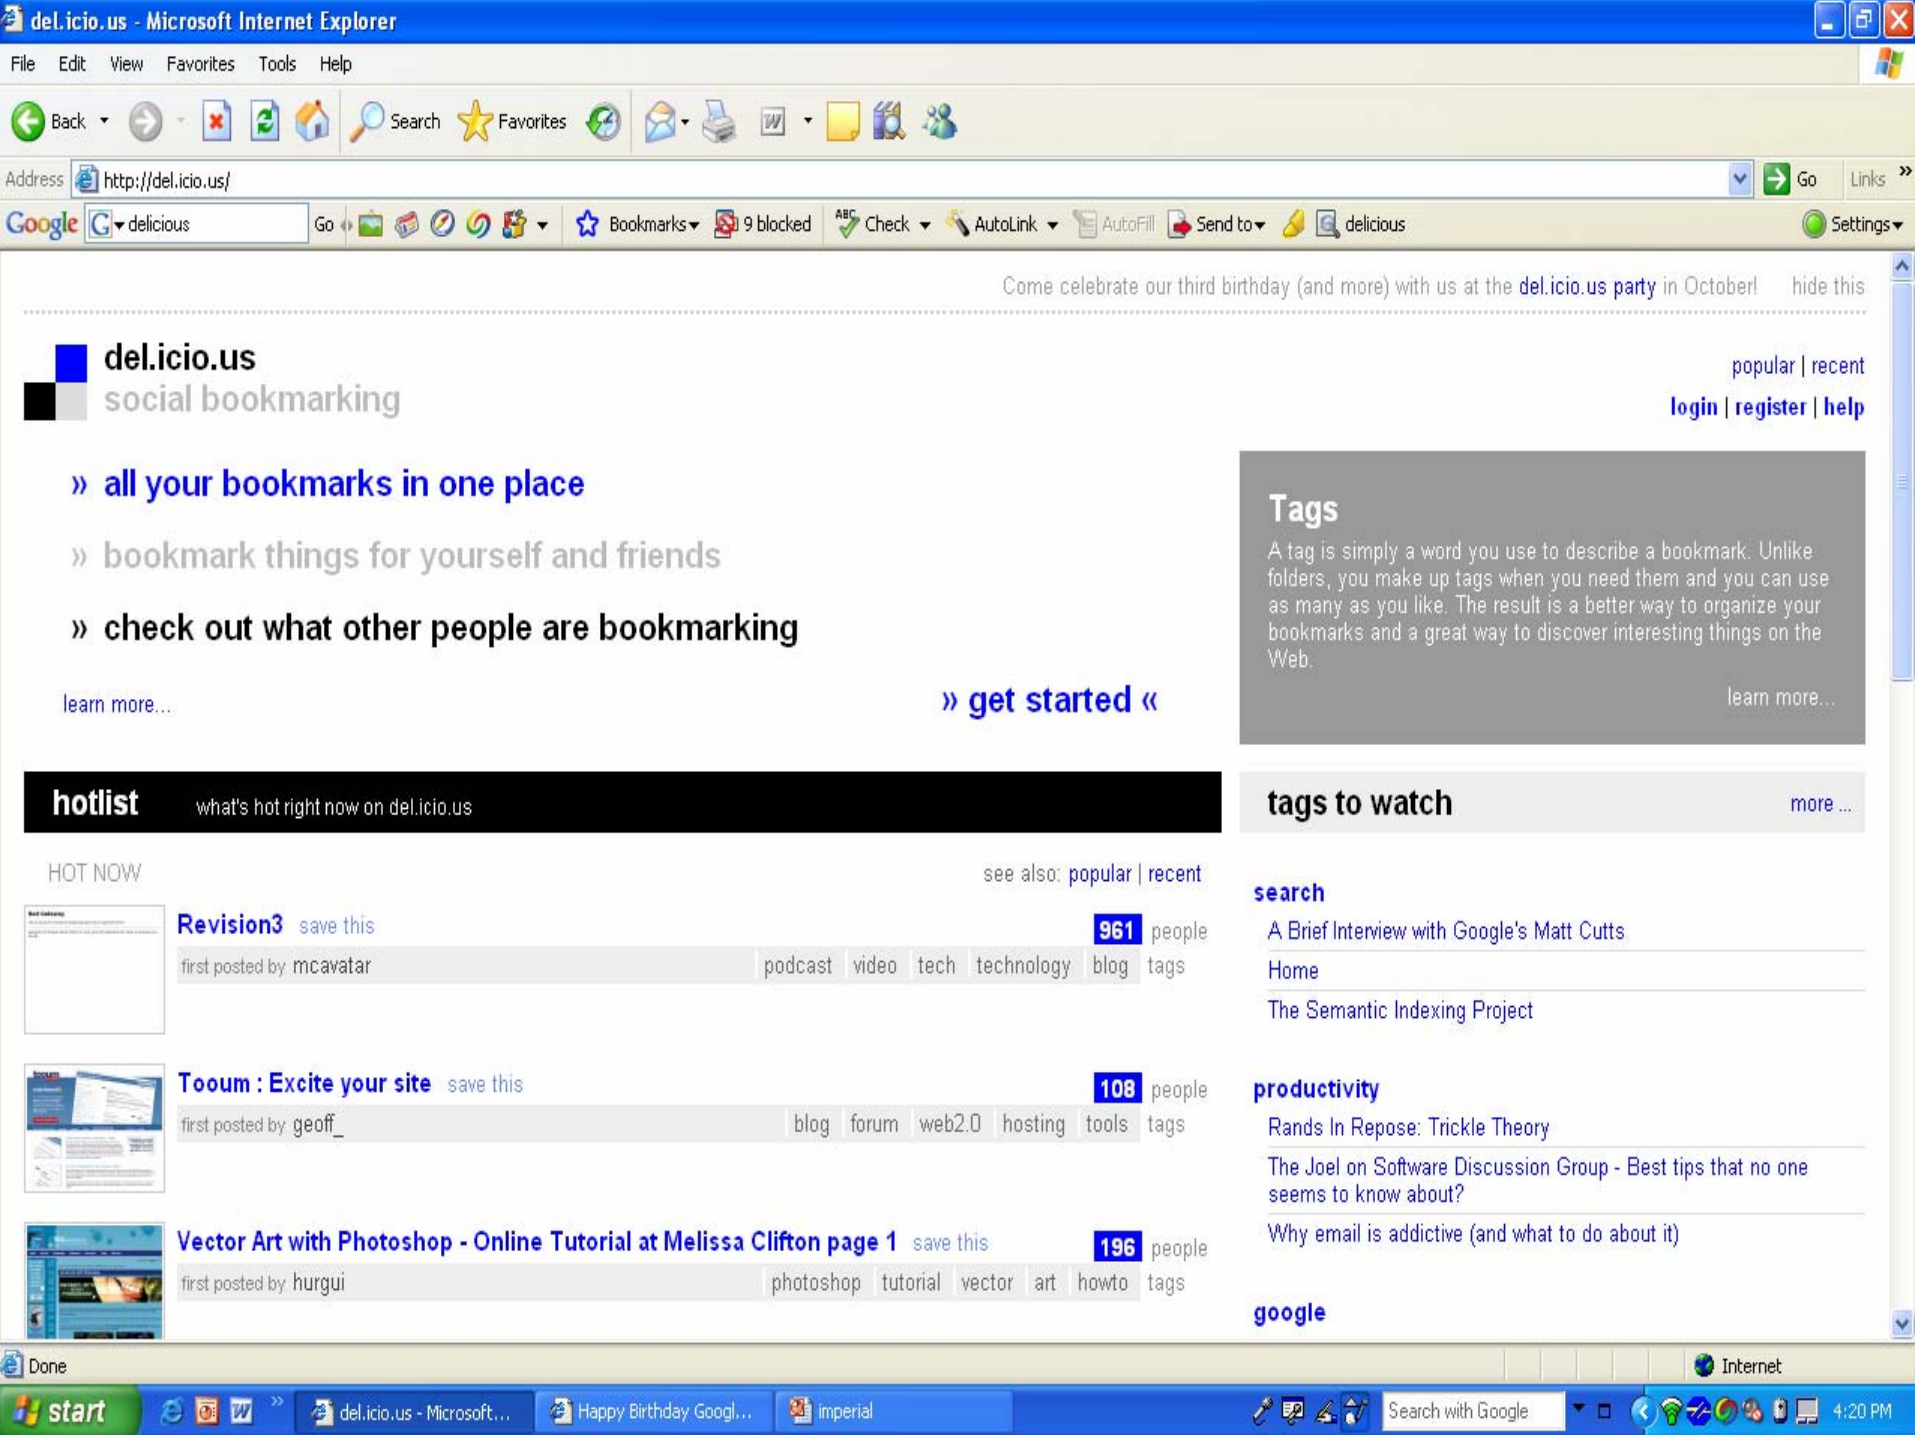 del.icio.us - Microsoft Internet Explorer
File Edit View Favorites Tools Help
Back Search Favorites
Address http://del.icio.us/ Go Links »
Google delicious Go Bookmarks 9 blocked ABC Check AutoLink AutoFill Send to delicious Settings
Come celebrate our third birthday (and more) with us at the del.icio.us party in October! hide this
del.icio.us
social bookmarking
popular | recent
login | register | help
» all your bookmarks in one place
» bookmark things for yourself and friends
» check out what other people are bookmarking
learn more...
» get started «
Tags
A tag is simply a word you use to describe a bookmark. Unlike
folders, you make up tags when you need them and you can use
as many as you like. The result is a better way to organize your
bookmarks and a great way to discover interesting things on the
Web.
learn more...
hotlist what's hot right now on del.icio.us
HOT NOW see also: popular | recent
Revision3 save this 961 people
first posted by mcavatar podcast video tech technology blog tags
Tooum : Excite your site save this 108 people
first posted by geoff_ blog forum web2.0 hosting tools tags
Vector Art with Photoshop - Online Tutorial at Melissa Clifton page 1 save this 196 people
first posted by hurgui photoshop tutorial vector art howto tags
tags to watch more ...
search
A Brief Interview with Google's Matt Cutts
Home
The Semantic Indexing Project
productivity
Rands In Repose: Trickle Theory
The Joel on Software Discussion Group - Best tips that no one
seems to know about?
Why email is addictive (and what to do about it)
google
Done Internet
start » del.icio.us - Microsoft... Happy Birthday Googl... imperial Search with Google 4:20 PM